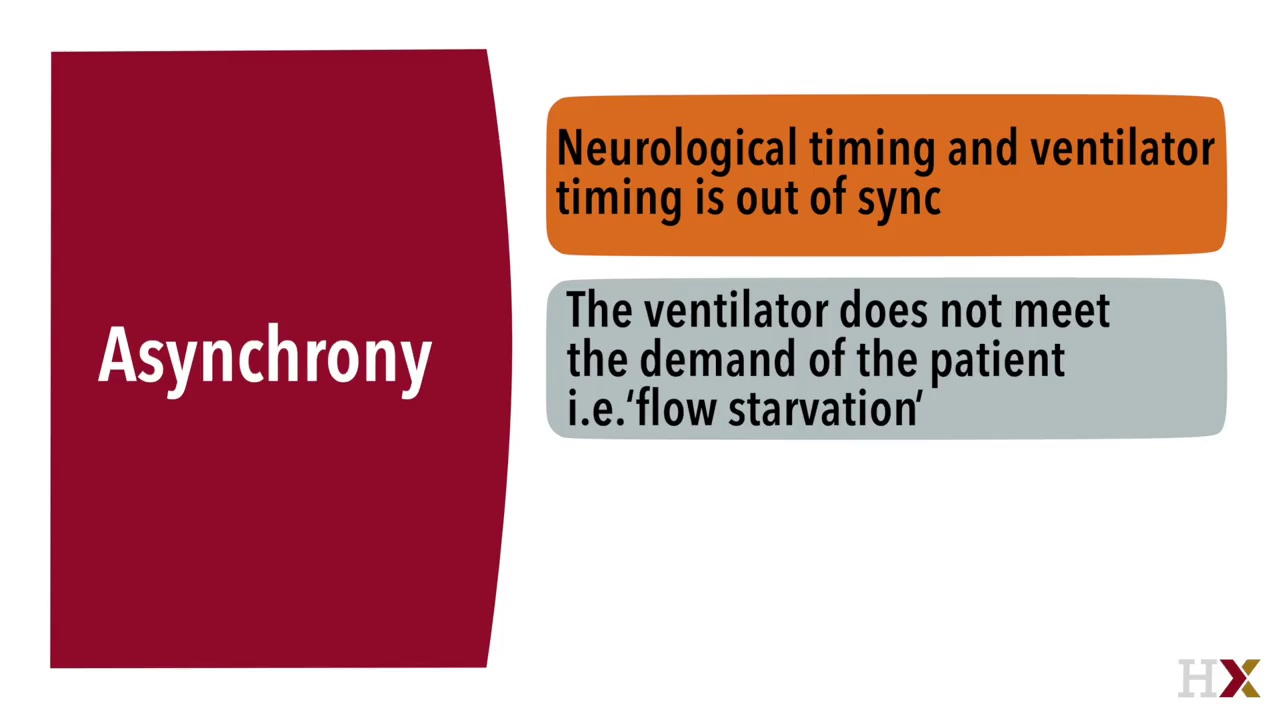 Asynchrony
Neurological timing and ventilator
timing is out of sync
The ventilator does not meet
the demand of the patient
i.e.‘flow starvation’
HX